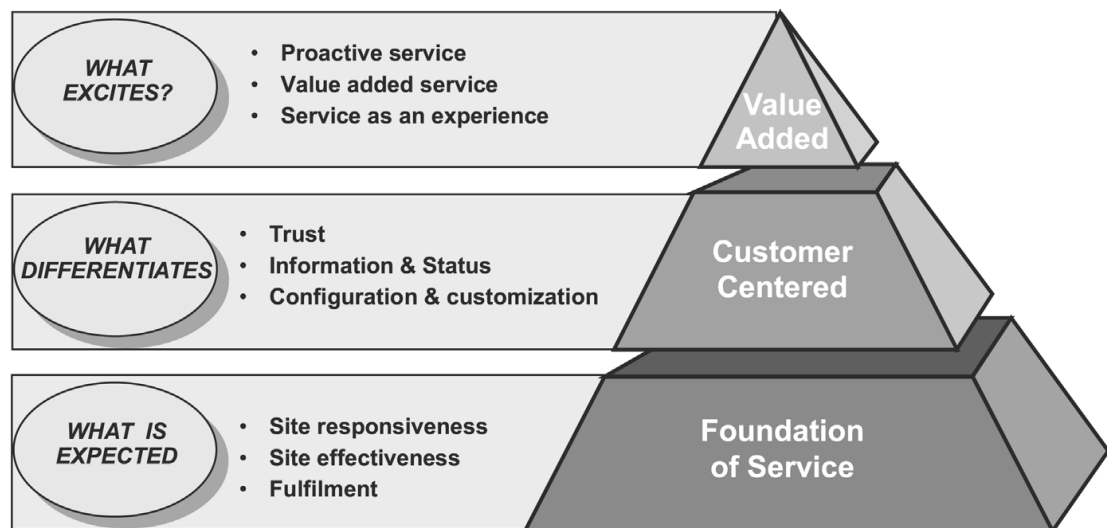 WHAT
EXCITES?
• Proactive service
• Value added service
• Service as an experience
Value
Added
WHAT
DIFFERENTIATES
• Trust
• Information & Status
• Configuration & customization
Customer
Centered
WHAT IS
EXPECTED
• Site responsiveness
• Site effectiveness
• Fulfilment
Foundation
of Service